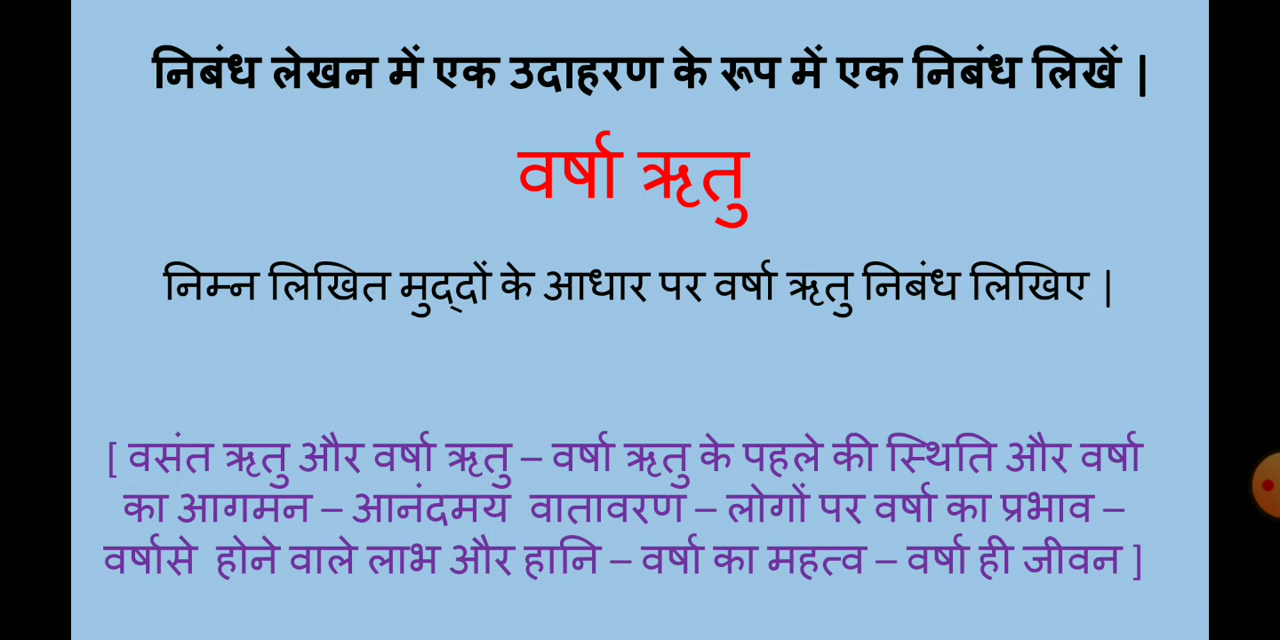 निबंध लेखन में एक उदाहरण के रूप में एक निबंध लिखें |
वर्षा ऋतु
निम्न लिखित मुद्‌दों के आधार पर वर्षा ऋतु निबंध लिखिए |
[ वसंत ऋतु और वर्षा ऋतु – वर्षा ऋतु के पहले की स्थिति और वर्षा
का आगमन – आनंदमय वातावरण – लोगों पर वर्षा का प्रभाव –
वर्षासे होने वाले लाभ और हानि – वर्षा का महत्व – वर्षा ही जीवन ]